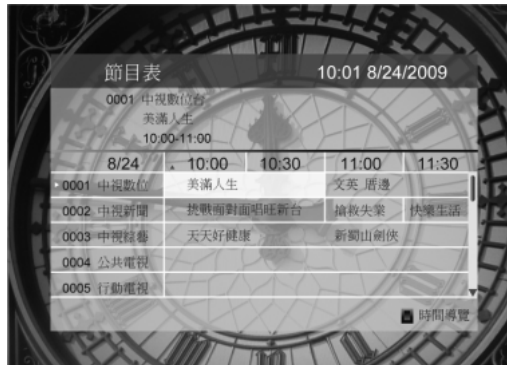 節目表 10:01 8/24/2009
0001 中視數位台
美滿人生
10:00-11:00
8/24 10:00 10:30 11:00 11:30
0001 中視數位 美滿人生 文英 厝邊
0002 中視新聞 挑戰面對面唱旺新台 搶救失業 快樂生活
0003 中視綜藝 天天好健康 新蜀山劍俠
0004 公共電視
0005 行動電視
時間導覽